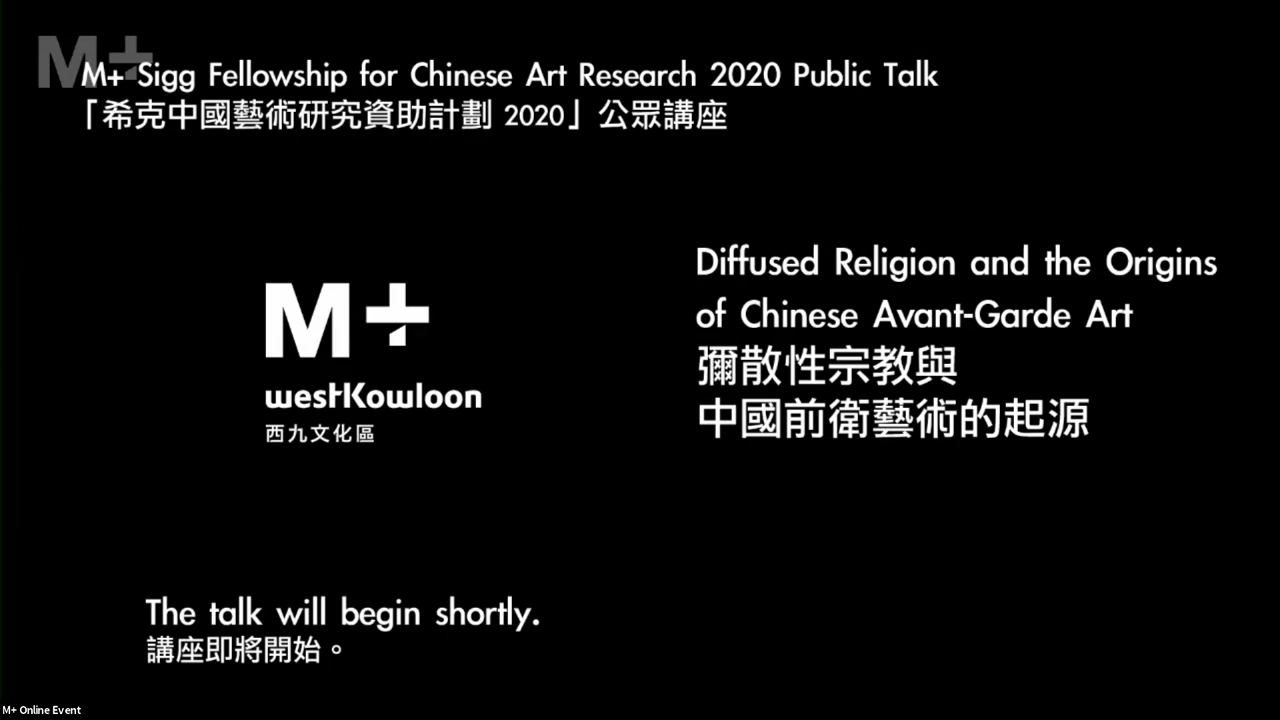 M+
M+ Sigg Fellowship for Chinese Art Research 2020 Public Talk
「希克中國藝術研究資助計劃 2020」公眾講座
M+
westKowloon
西九文化區
Diffused Religion and the Origins
of Chinese Avant-Garde Art
彌散性宗教與
中國前衛藝術的起源
The talk will begin shortly.
講座即將開始。
M+ Online Event